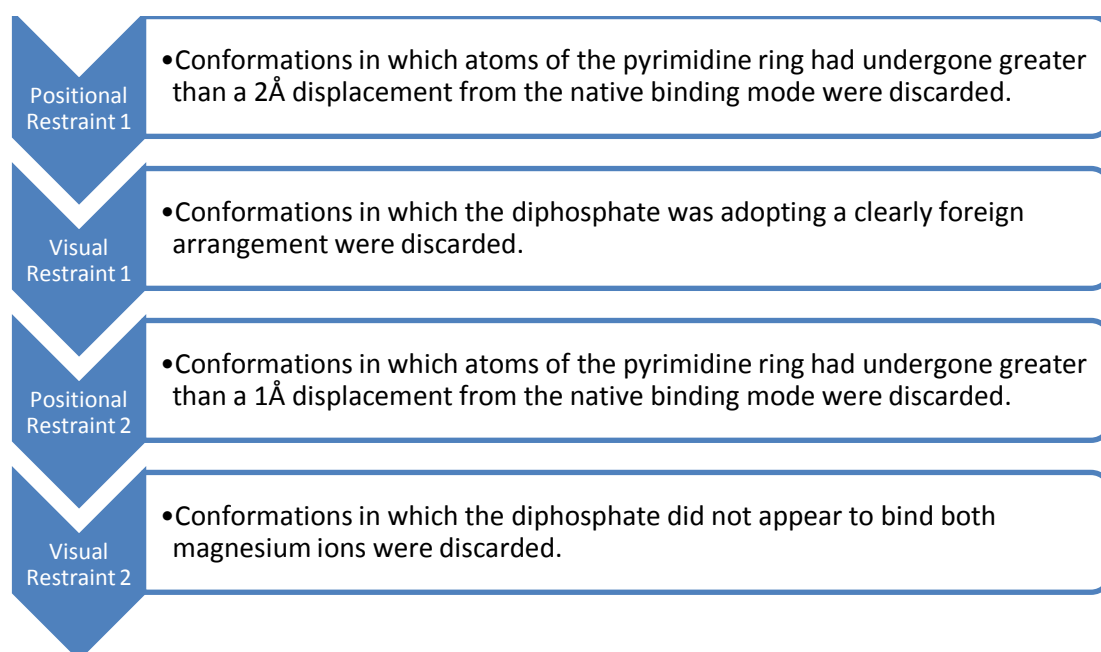 Positional
Restraint 1
•Conformations in which atoms of the pyrimidine ring had undergone greater
than a 2Å displacement from the native binding mode were discarded.
Visual
Restraint 1
•Conformations in which the diphosphate was adopting a clearly foreign
arrangement were discarded.
Positional
Restraint 2
•Conformations in which atoms of the pyrimidine ring had undergone greater
than a 1Å displacement from the native binding mode were discarded.
Visual
Restraint 2
•Conformations in which the diphosphate did not appear to bind both
magnesium ions were discarded.